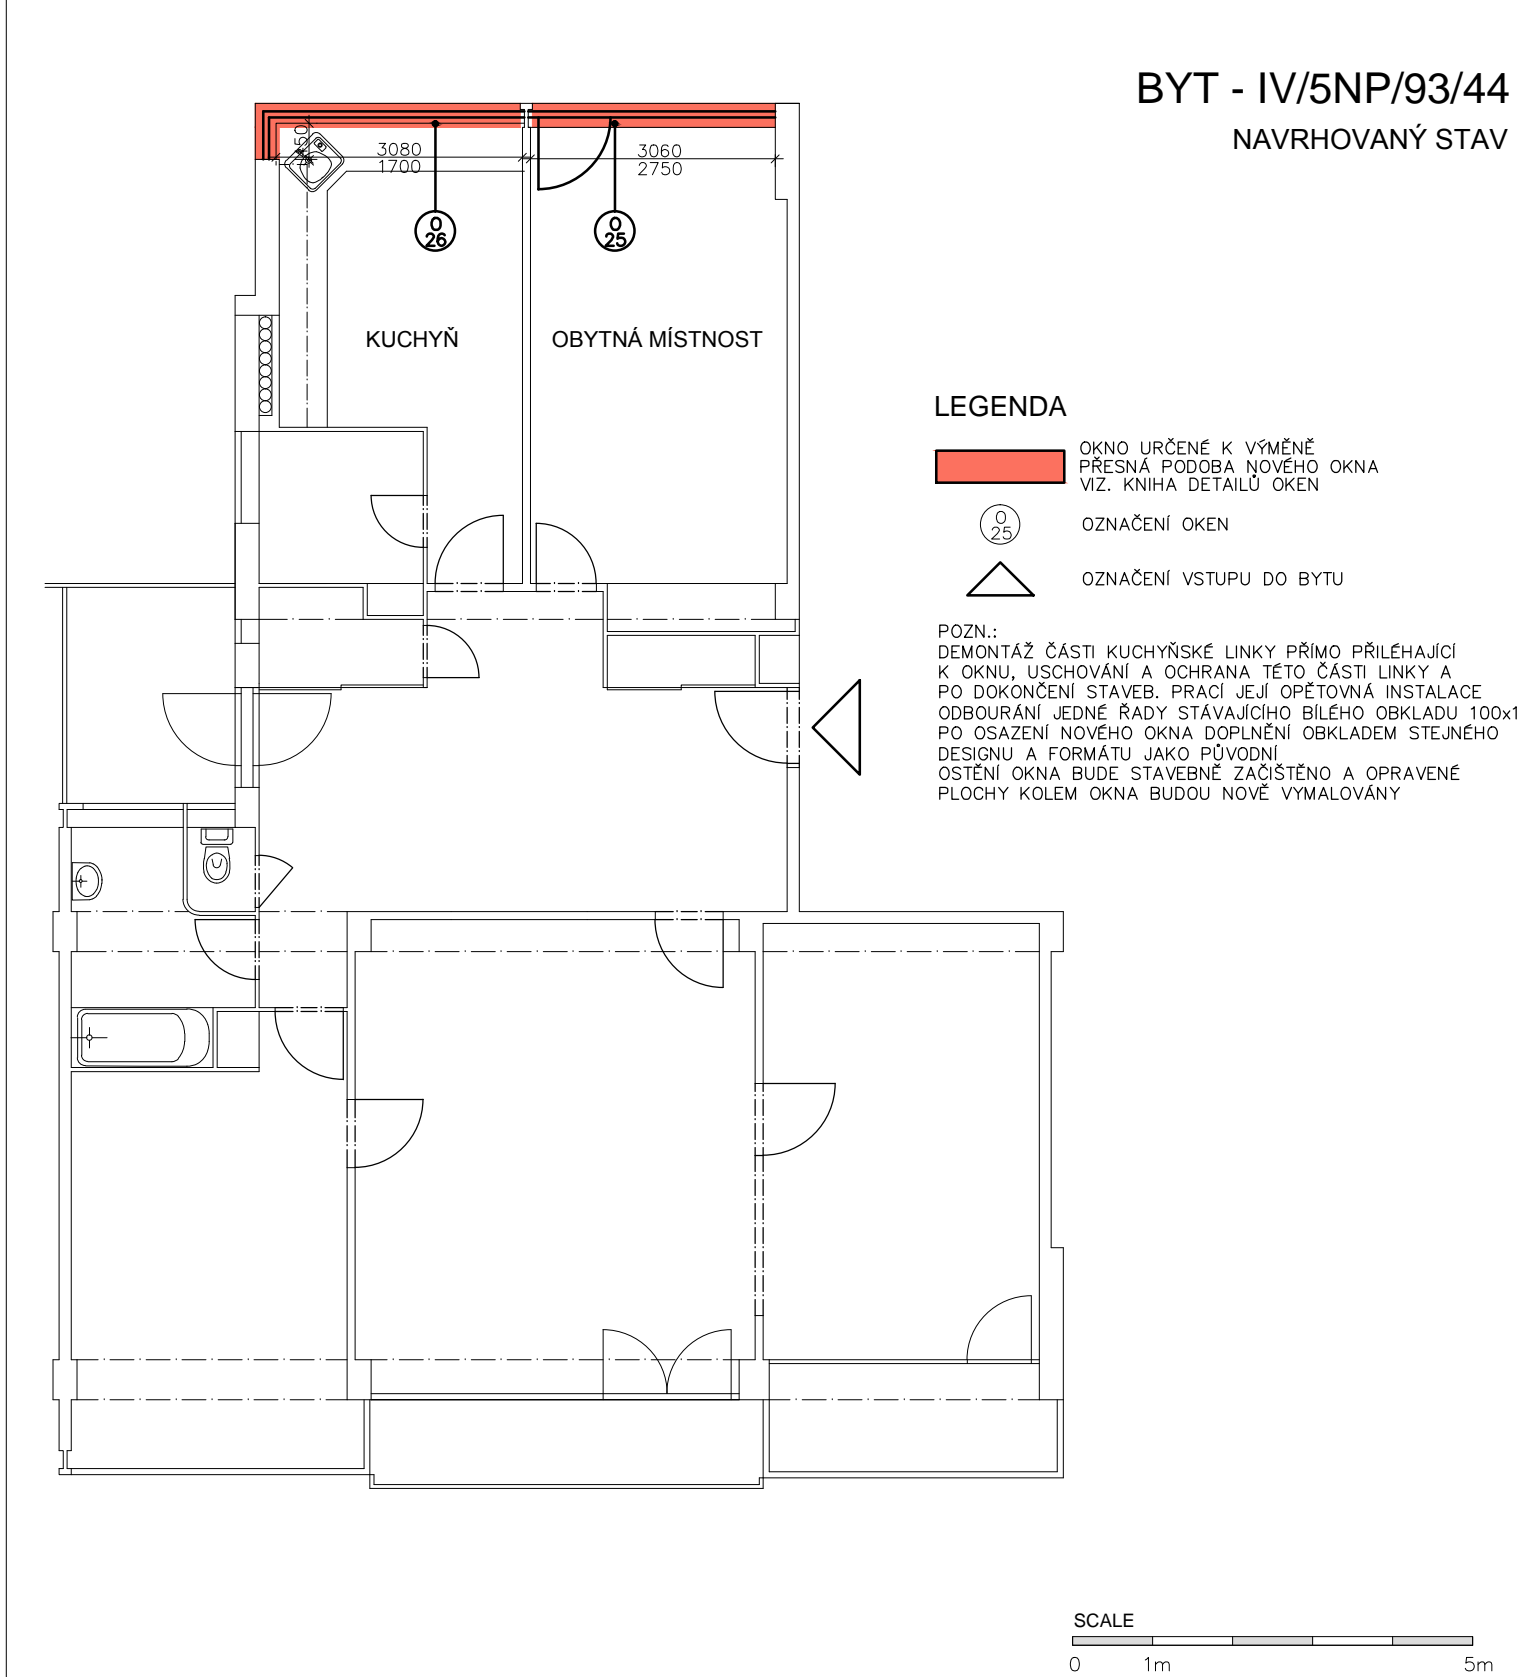 BYT - IV/5NP/93/44
NAVRHOVANÝ STAV
450
3080
1700
3060
2750
O
26
O
25
KUCHYŇ
OBYTNÁ MÍSTNOST
LEGENDA
OKNO URČENÉ K VÝMĚNĚ
PŘESNÁ PODOBA NOVÉHO OKNA
VIZ. KNIHA DETAILŮ OKEN
O
25
OZNAČENÍ OKEN
OZNAČENÍ VSTUPU DO BYTU
POZN.:
DEMONTÁŽ ČÁSTI KUCHYŇSKÉ LINKY PŘÍMO PŘILÉHAJÍCÍ
K OKNU, USCHOVÁNÍ A OCHRANA TÉTO ČÁSTI LINKY A
PO DOKONČENÍ STAVEB. PRACÍ JEJÍ OPĚTOVNÁ INSTALACE
ODBOURÁNÍ JEDNÉ ŘADY STÁVAJÍCÍHO BÍLÉHO OBKLADU 100x1
PO OSAZENÍ NOVÉHO OKNA DOPLNĚNÍ OBKLADEM STEJNÉHO
DESIGNU A FORMÁTU JAKO PŮVODNÍ
OSTĚNÍ OKNA BUDE STAVEBNĚ ZAČIŠTĚNO A OPRAVENÉ
PLOCHY KOLEM OKNA BUDOU NOVĚ VYMALOVÁNY
SCALE
0 1m 5m